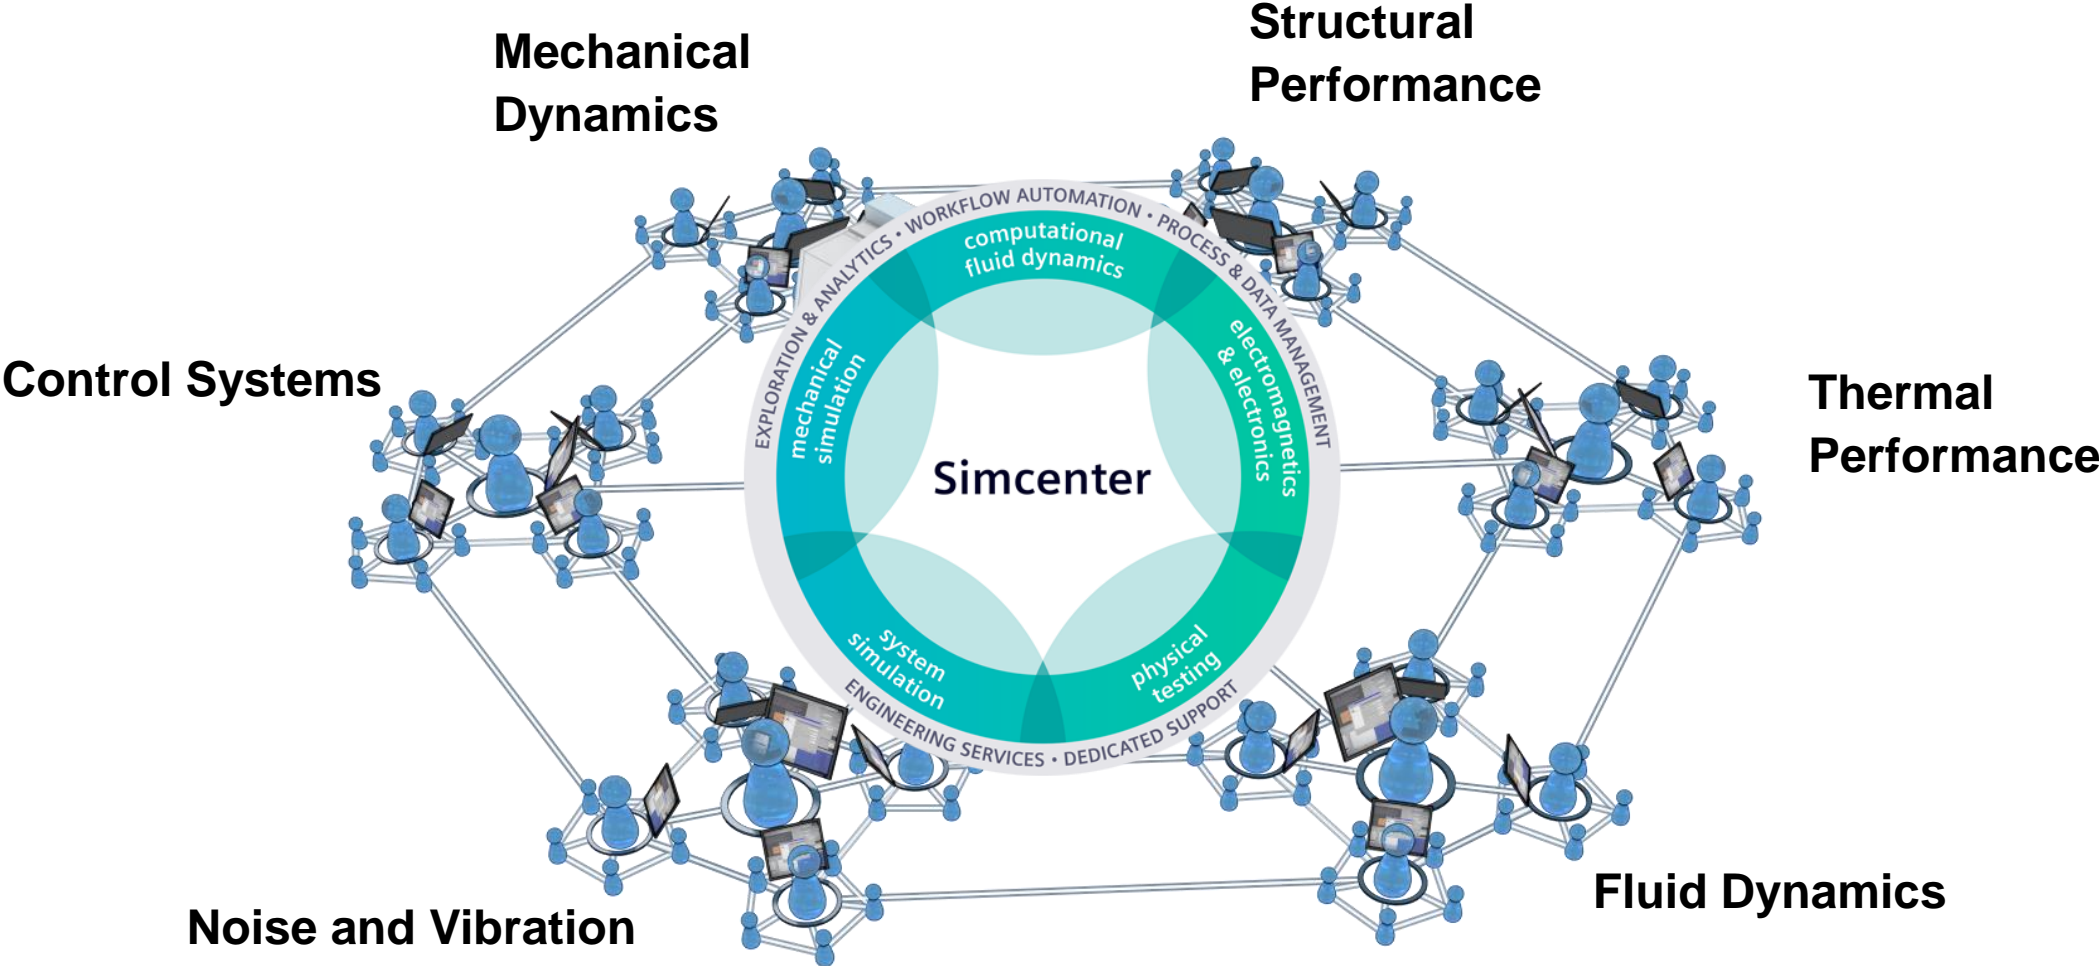 Structural
Performance
Mechanical
Dynamics
EXPLORATION & ANALYTICS • WORKFLOW AUTOMATION • PROCESS & DATA MANAGEMENT
computational
fluid dynamics
electromagnetics
& electronics
mechanical
simulation
Control Systems
Thermal
Performance
Simcenter
system
simulation
physical
testing
ENGINEERING SERVICES • DEDICATED SUPPORT
Fluid Dynamics
Noise and Vibration